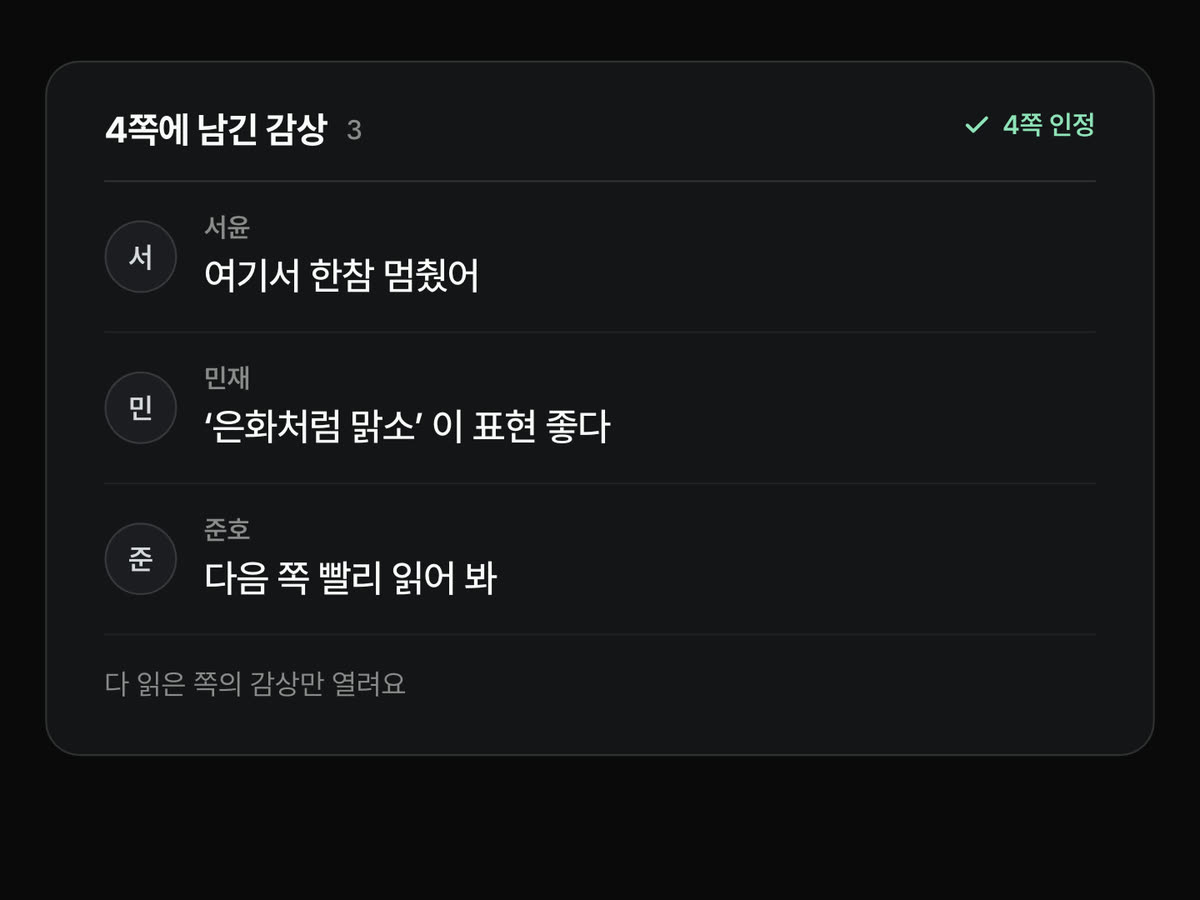 4쪽에 남긴 감상 3
✓ 4쪽 인정
서
서윤
여기서 한참 멈췄어
민
민재
‘은화처럼 맑소’ 이 표현 좋다
준
준호
다음 쪽 빨리 읽어 봐
다 읽은 쪽의 감상만 열려요